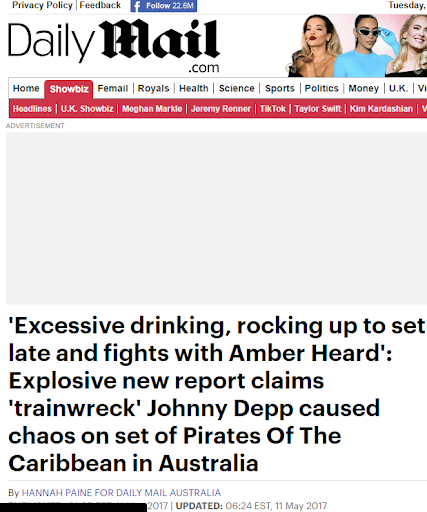 Privacy Policy | Feedback Follow 22.6M Tuesday,
Daily Mail
.com
Home Showbiz Femail Royals Health Science Sports Politics Money U.K.
Headlines | U.K. Showbiz | Meghan Markle | Jeremy Renner | TikTok | Taylor Swift | Kim Kardashian |
ADVERTISEMENT
'Excessive drinking, rocking up to set
late and fights with Amber Heard':
Explosive new report claims
'trainwreck' Johnny Depp caused
chaos on set of Pirates Of The
Caribbean in Australia
By HANNAH PAINE FOR DAILY MAIL AUSTRALIA
2017 | UPDATED: 06:24 EST, 11 May 2017